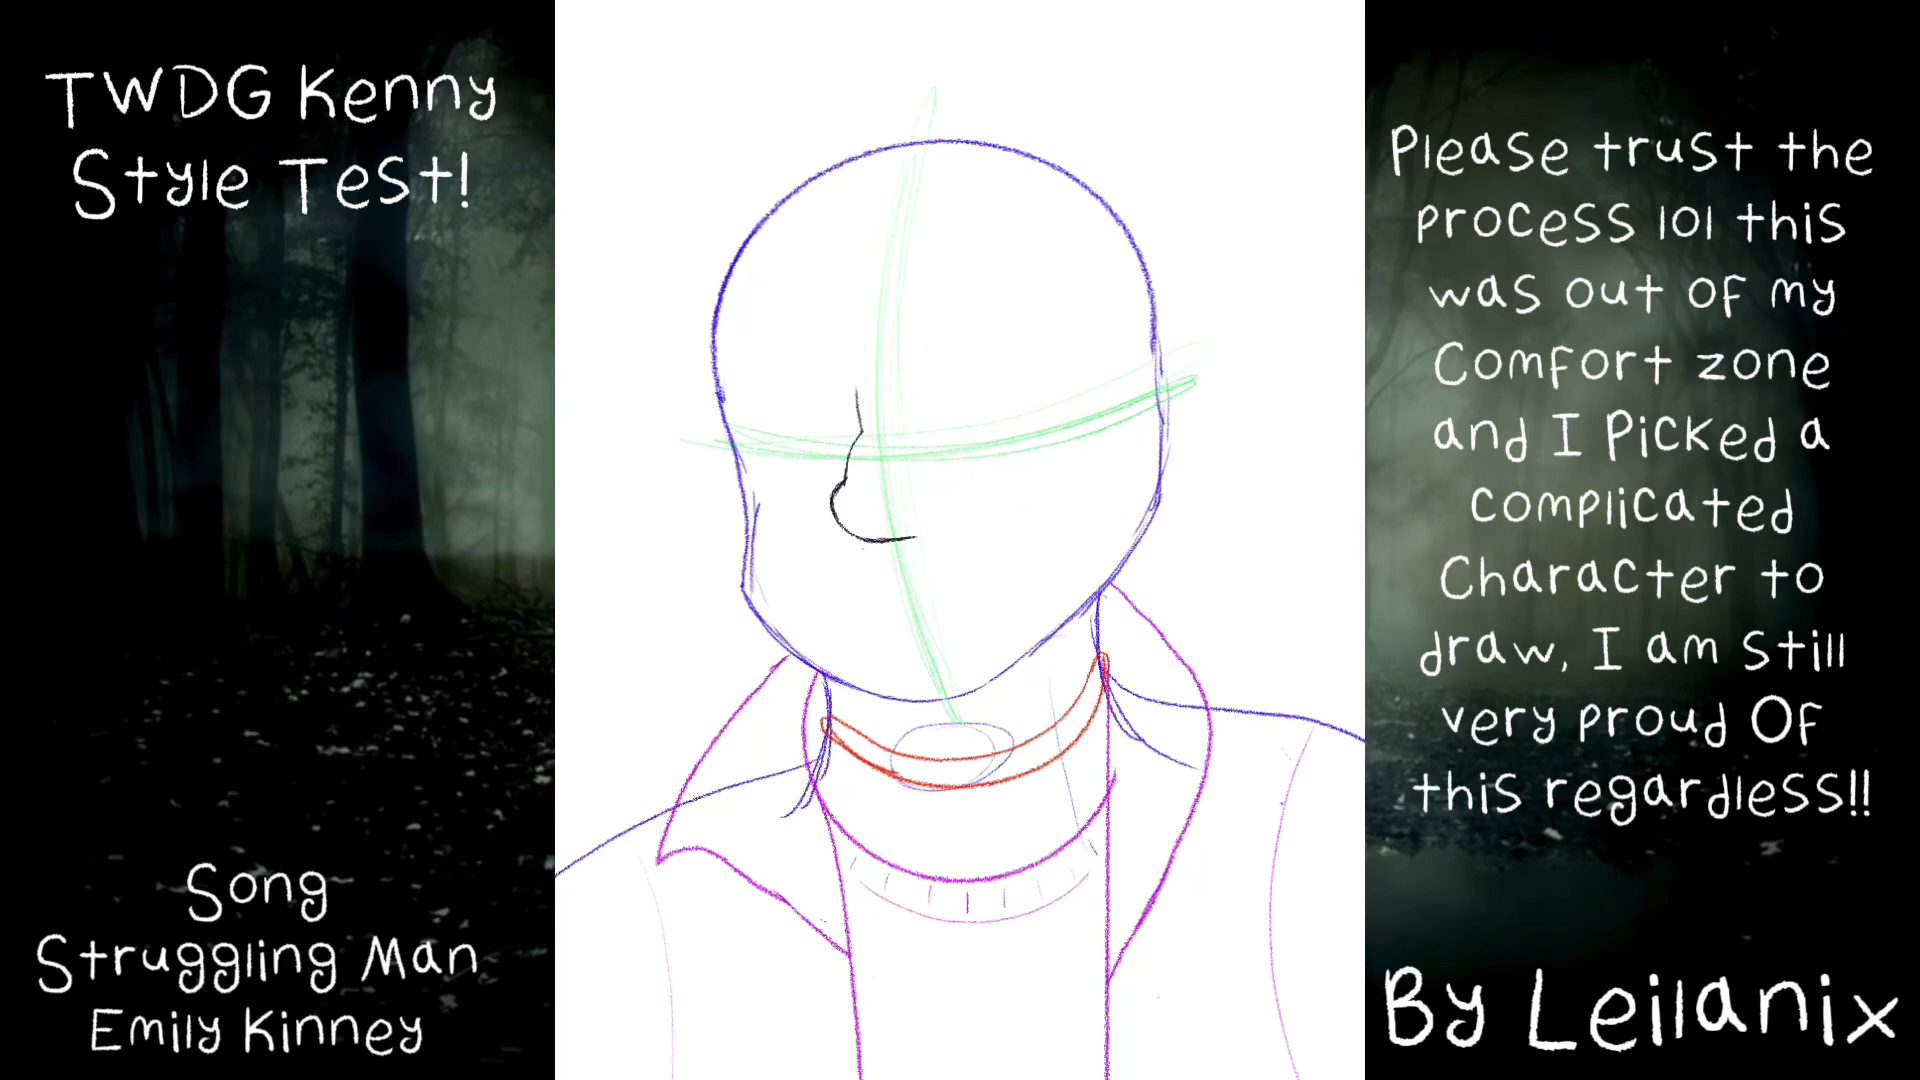 TWDG Kenny
Style Test!
Song
Struggling Man
Emily Kinney
Please trust the
process lol this
was out of my
Comfort zone
and I Picked a
complicated
Character to
draw, I am still
very proud Of
this regardless!!
By Leilanix